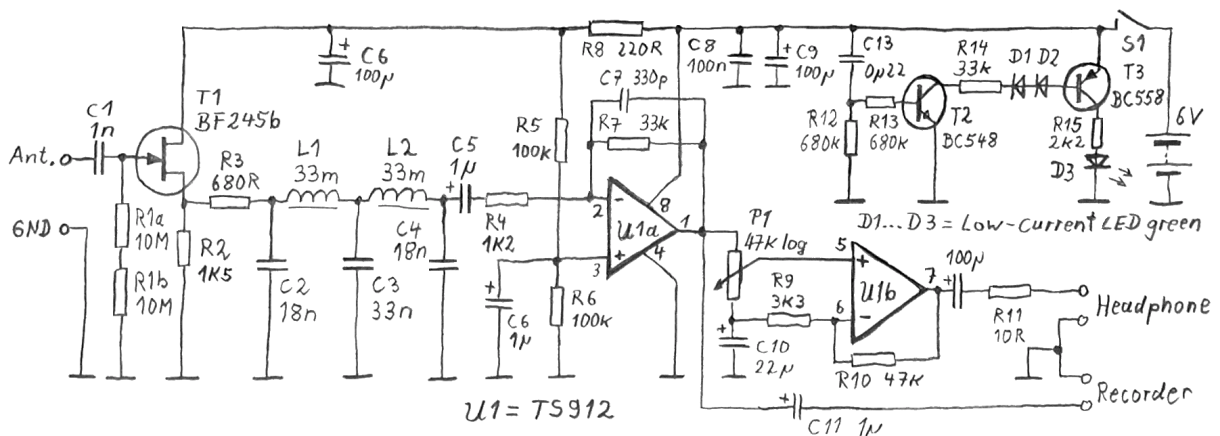 R8 220R
C6
100µ
C8
100n
C9
100µ
C13
0µ22
R14
33k
D1 D2
S1
T3
BC558
T1
BF245b
C1
1n
C7 330p
R7 33k
R5
100k
R12
680k
R13
680k
T2
BC548
R15
2k2
D3
6V
Ant.
R3
680R
L1
33m
L2
33m
C5
1µ
R4
1K2
2
8
1
U1a
3
4
D1...D3 = Low-Current LED green
GND
R1a
10M
R2
1K5
C4
18n
R1b
10M
C2
18n
C3
33n
C6
1µ
R6
100k
P1
47K log
5
R9
3K3
U1b
7
6
100µ
R11
10R
Headphone
C10
22µ
R10 47K
Recorder
U1 = TS912
C11 1µ